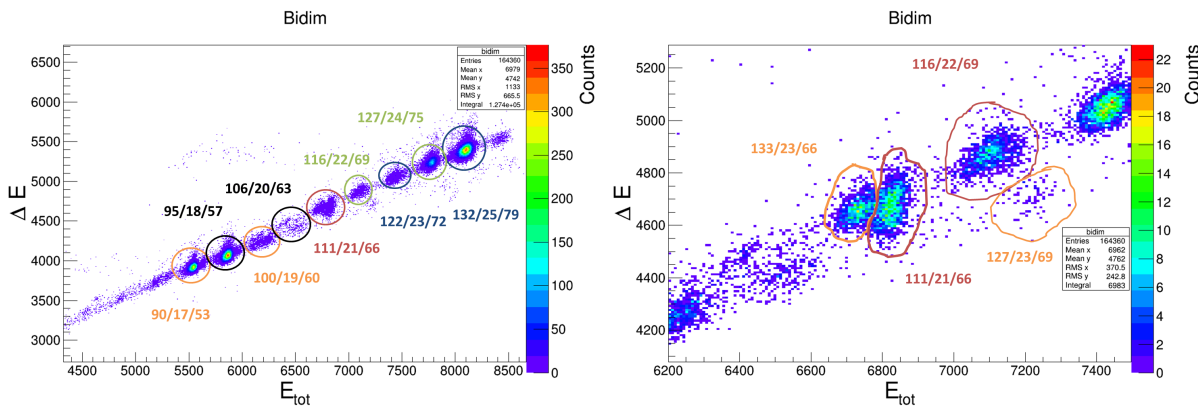 Bidim
6500
6000
5500
5000
4500
4000
3500
3000
Δ E
4500 5000 5500 6000 6500 7000 7500 8000 8500
E tot
bidim
Entries 164360
Mean x 6979
Mean y 4742
RMS x 1133
RMS y 665.5
Integral 1.274e+05
127/24/75
116/22/69
106/20/63
95/18/57
122/23/72
132/25/79
111/21/66
100/19/60
90/17/53
Counts
350
300
250
200
150
100
50
0
Bidim
5200
5000
4800
4600
4400
4200
Δ E
6200 6400 6600 6800 7000 7200 7400
E tot
116/22/69
133/23/66
127/23/69
111/21/66
bidim
Entries 164360
Mean x 6962
Mean y 4762
RMS x 370.5
RMS y 242.8
Integral 6983
Counts
22
20
18
16
14
12
10
8
6
4
2
0